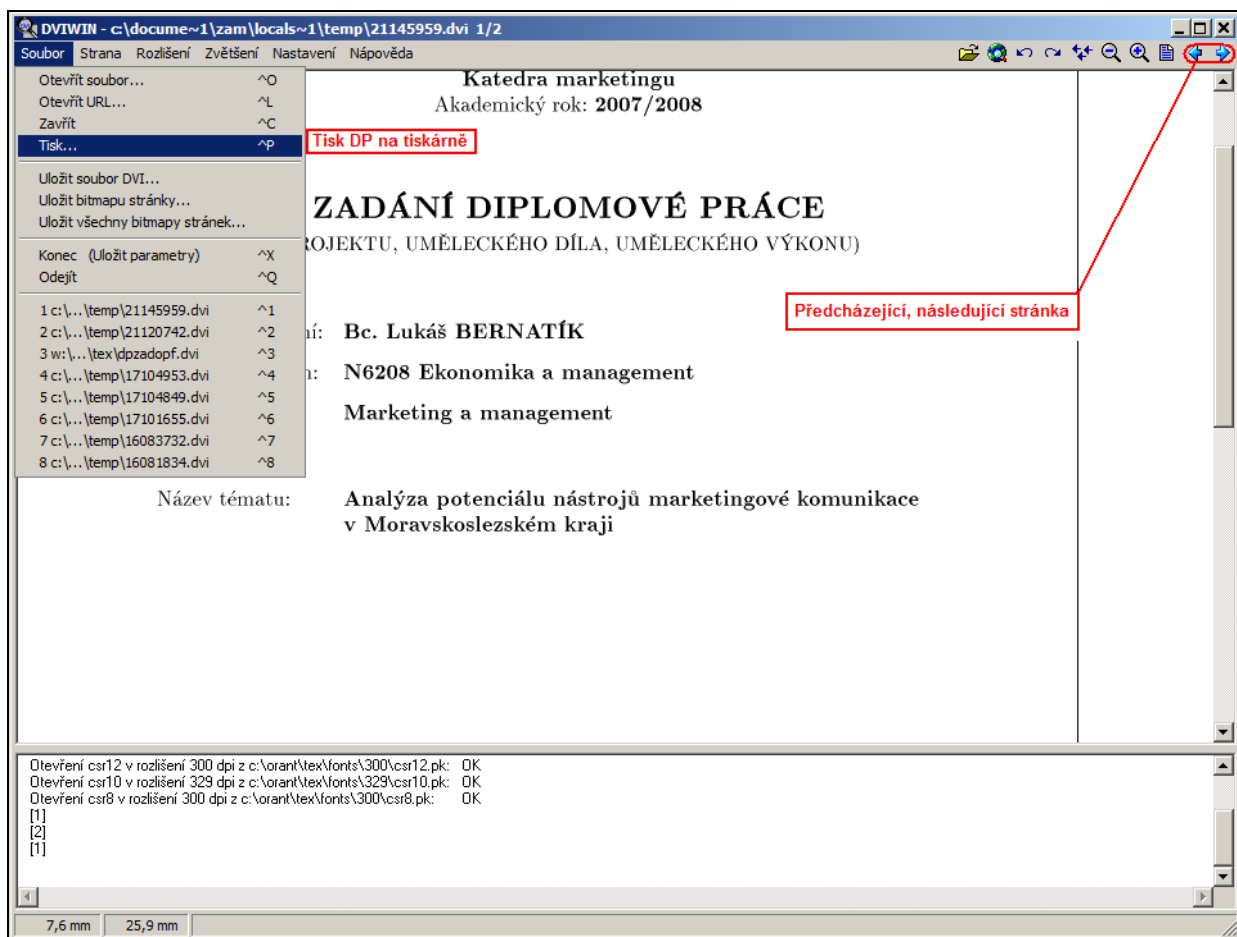 DVIWIN - c:\docume~1\zam\locals~1\temp\21145959.dvi 1/2
Soubor Strana Rozlišení Zvětšení Nastavení Nápověda
Otevřít soubor... ^O
Otevřít URL... ^L
Zavřít ^C
Tisk... ^P
Uložit soubor DVI...
Uložit bitmapu stránky...
Uložit všechny bitmapy stránek...
Konec (Uložit parametry) ^X
Odejít ^Q
1 c:\...\temp\21145959.dvi ^1
2 c:\...\temp\21120742.dvi ^2
3 w:\...\tex\dpzadopf.dvi ^3
4 c:\...\temp\17104953.dvi ^4
5 c:\...\temp\17104849.dvi ^5
6 c:\...\temp\17101655.dvi ^6
7 c:\...\temp\16083732.dvi ^7
8 c:\...\temp\16081834.dvi ^8
Katedra marketingu
Akademický rok: 2007/2008
Tisk DP na tiskárně
ZADÁNÍ DIPLOMOVÉ PRÁCE
OJEKTU, UMĚLECKÉHO DÍLA, UMĚLECKÉHO VÝKONU)
Předcházející, následující stránka
ní: Bc. Lukáš BERNATÍK
: N6208 Ekonomika a management
Marketing a management
Název tématu: Analýza potenciálu nástrojů marketingové komunikace
v Moravskoslezském kraji
Otevření csr12 v rozlišení 300 dpi z c:\orant\tex\fonts\300\csr12.pk: OK
Otevření csr10 v rozlišení 329 dpi z c:\orant\tex\fonts\329\csr10.pk: OK
Otevření csr8 v rozlišení 300 dpi z c:\orant\tex\fonts\300\csr8.pk: OK
[1]
[2]
[1]
7,6 mm 25,9 mm